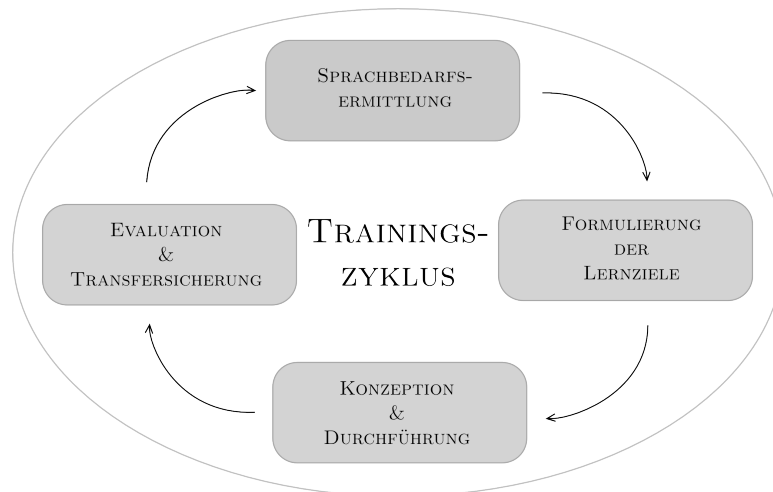 Sprachbedarfs-
ermittlung
Formulierung
der
Lernziele
Konzeption
&
Durchführung
Evaluation
&
Transfersicherung
Trainings-
zyklus